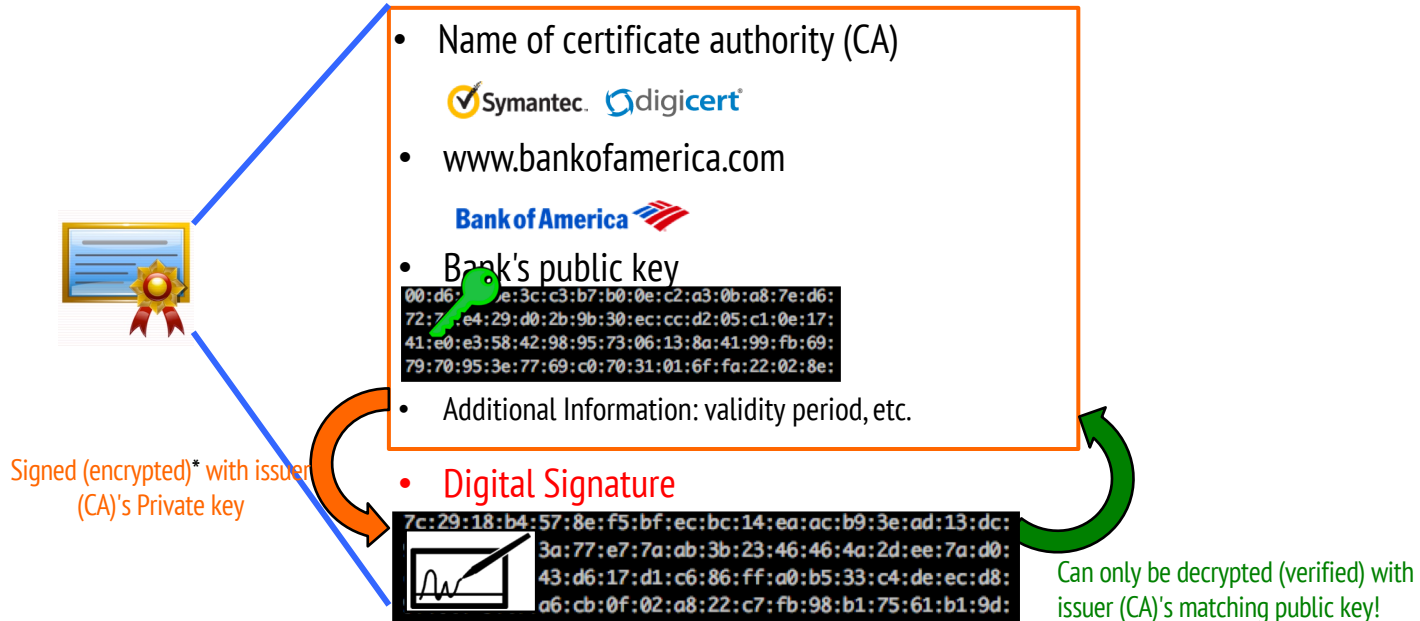 • Name of certificate authority (CA)
Symantec. digicert®
• www.bankofamerica.com
Bank of America
• Bank's public key
00:d6: e:3c:c3:b7:b0:0e:c2:a3:0b:a8:7e:d6:
72:7 e4:29:d0:2b:9b:30:ec:cc:d2:05:c1:0e:17:
41:e0:e3:58:42:98:95:73:06:13:8a:41:99:fb:69:
79:70:95:3e:77:69:c0:70:31:01:6f:fa:22:02:8e:
• Additional Information: validity period, etc.
Signed (encrypted)* with issuer
(CA)'s Private key
• Digital Signature
7c:29:18:b4:57:8e:f5:bf:ec:bc:14:ea:ac:b9:3e:ad:13:dc:
3a:77:e7:7a:ab:3b:23:46:46:4a:2d:ee:7a:d0:
43:d6:17:d1:c6:86:ff:a0:b5:33:c4:de:ec:d8:
a6:cb:0f:02:a8:22:c7:fb:98:b1:75:61:b1:9d:
Can only be decrypted (verified) with
issuer (CA)'s matching public key!